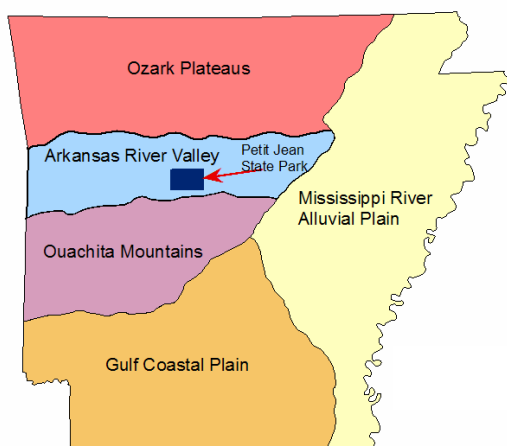 Ozark Plateaus
Arkansas River Valley
Petit Jean
State Park
Mississippi River
Alluvial Plain
Ouachita Mountains
Gulf Coastal Plain